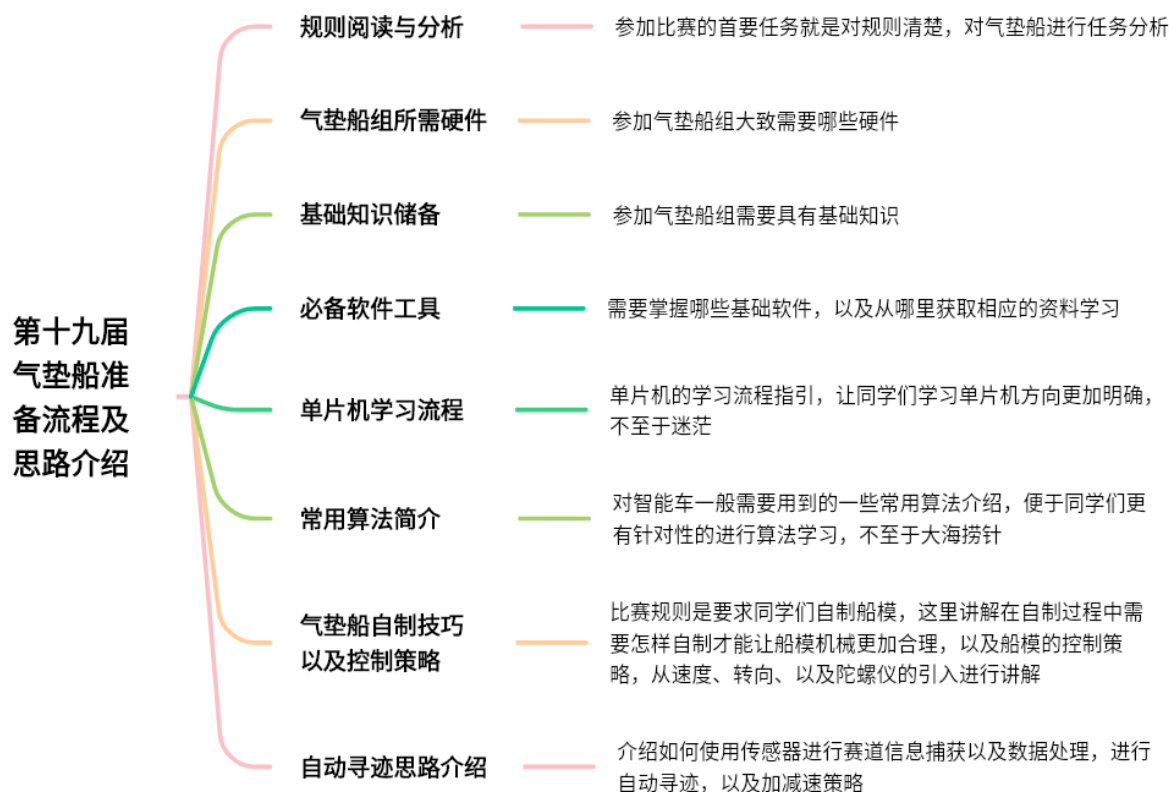 第十九届
气垫船准
备流程及
思路介绍
规则阅读与分析
参加比赛的首要任务就是对规则清楚，对气垫船进行任务分析
气垫船组所需硬件
参加气垫船组大致需要哪些硬件
基础知识储备
参加气垫船组需要具有基础知识
必备软件工具
需要掌握哪些基础软件，以及从哪里获取相应的资料学习
单片机学习流程
单片机的学习流程指引，让同学们学习单片机方向更加明确，
不至于迷茫
常用算法简介
对智能车一般需要用到的一些常用算法介绍，便于同学们更
有针对性的进行算法学习，不至于大海捞针
气垫船自制技巧
以及控制策略
比赛规则是要求同学们自制船模，这里讲解在自制过程中需
要怎样自制才能让船模机械更加合理，以及船模的控制策
略，从速度、转向、以及陀螺仪的引入进行讲解
自动寻迹思路介绍
介绍如何使用传感器进行赛道信息捕获以及数据处理，进行
自动寻迹，以及加减速策略